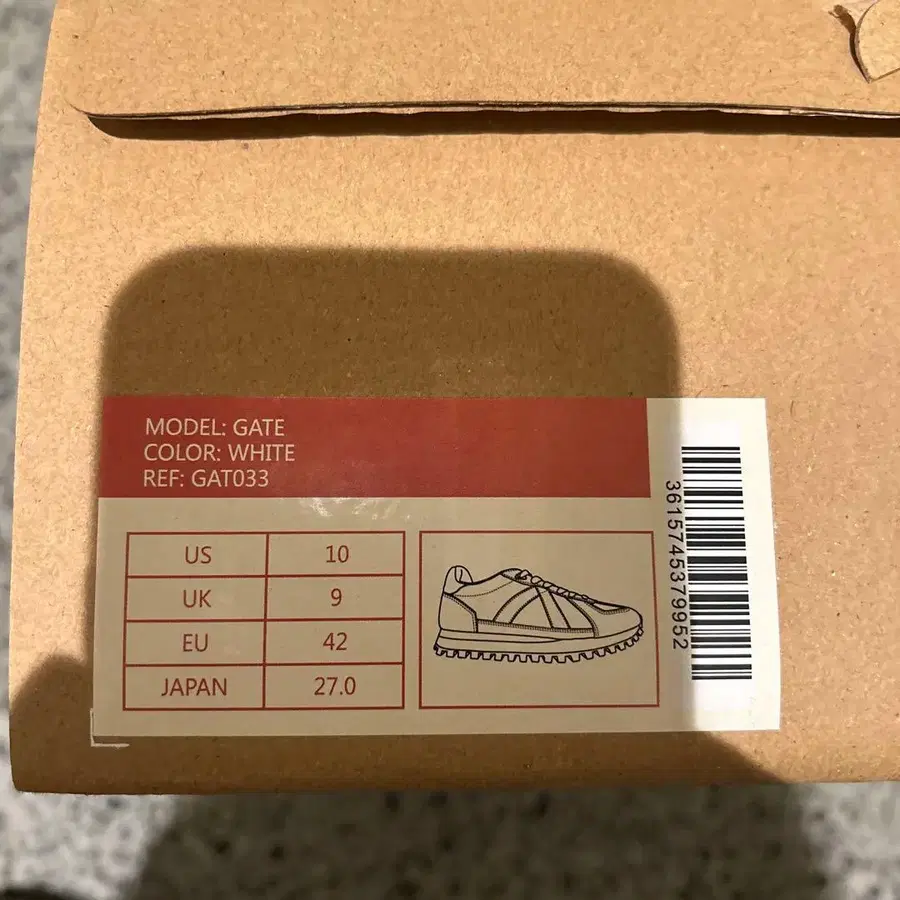 MODEL: GATE
COLOR: WHITE
REF: GAT033
US 10
UK 9
EU 42
JAPAN 27.0
3615745379952